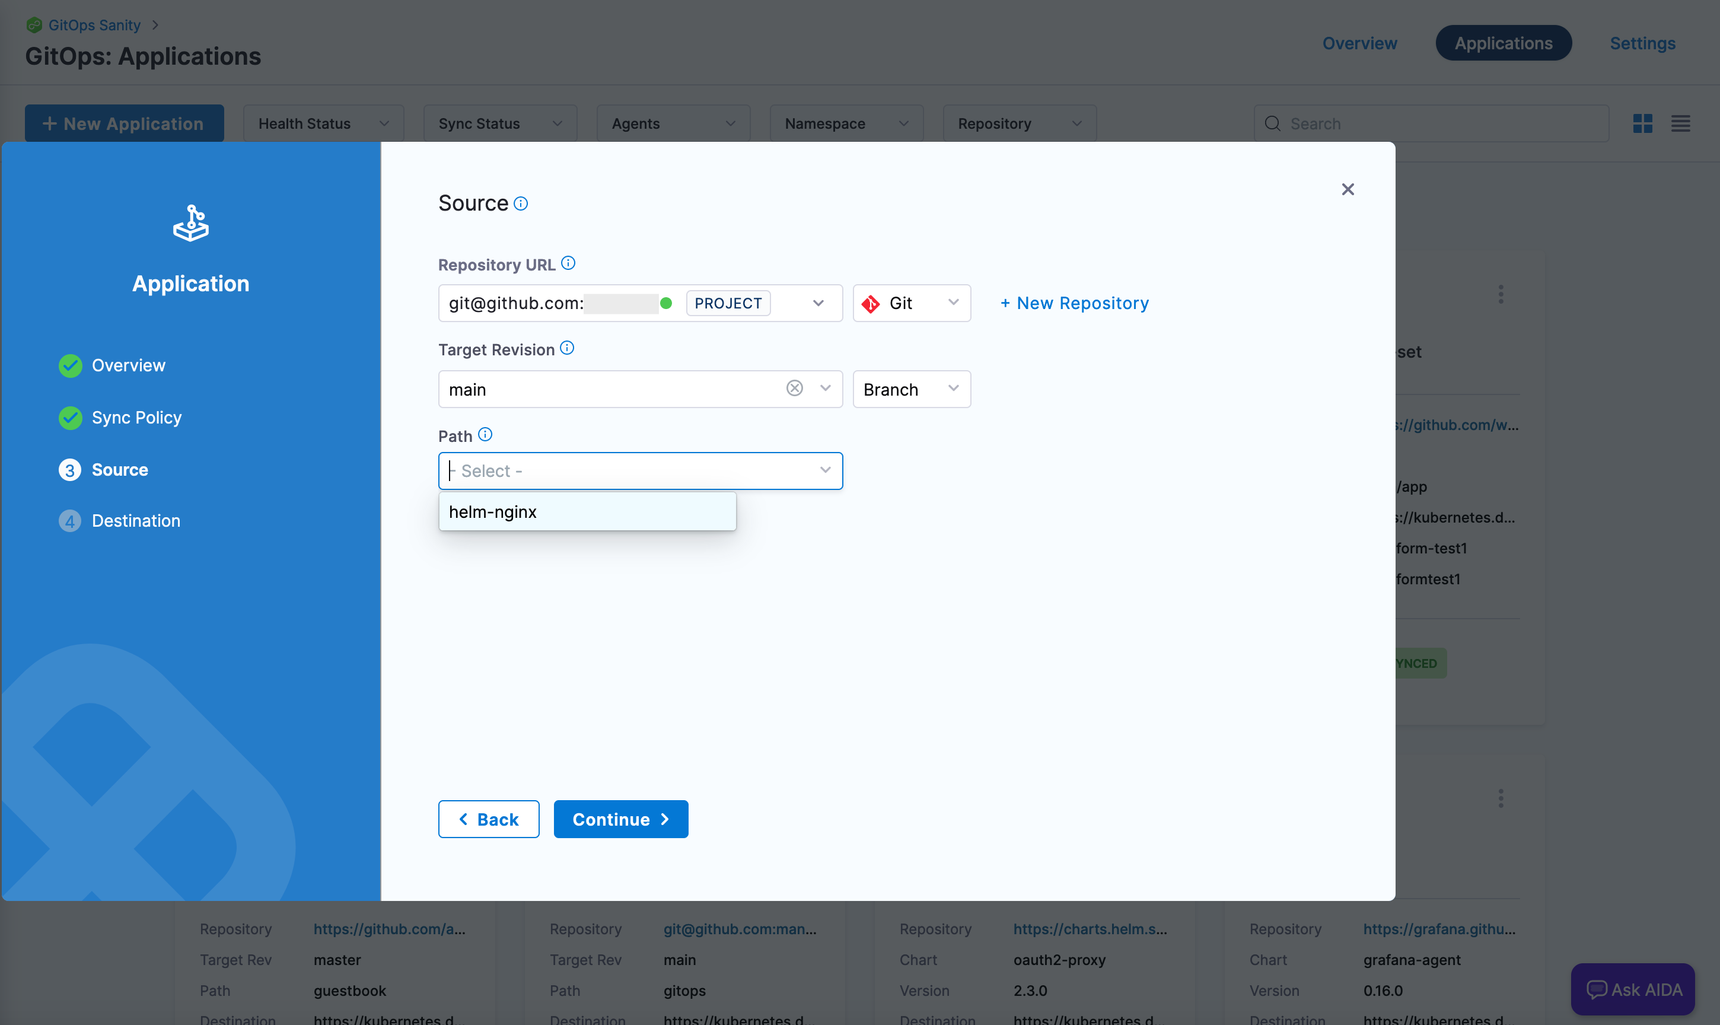 GitOps Sanity
GitOps: Applications
Overview
Applications
Settings
+ New Application
Health Status
Sync Status
Agents
Namespace
Repository
Search
Application
Overview
Sync Policy
3 Source
4 Destination
Source
Repository URL
git@github.com:
PROJECT
Git
+ New Repository
Target Revision
main
Branch
Path
- Select -
helm-nginx
Back
Continue
set
s://github.com/w...
/app
s://kubernetes.d...
form-test1
formtest1
YNCED
Repository https://github.com/a...
Target Rev master
Path guestbook
Destination https://kubernetes.d...
Repository git@github.com:man...
Target Rev main
Path gitops
Destination https://kubernetes.d...
Repository https://charts.helm.s...
Chart oauth2-proxy
Version 2.3.0
Destination https://kubernetes.d...
Repository https://grafana.githu...
Chart grafana-agent
Version 0.16.0
Destination https://kubernetes.d...
Ask AIDA